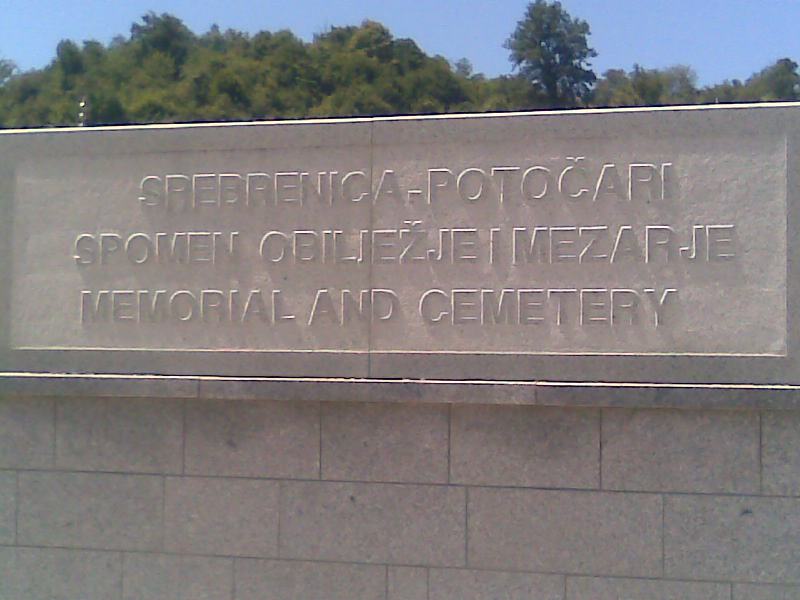 SREBRENICA-POTOČARI
SPOMEN OBILJEŽJE I MEZARJE
MEMORIAL AND CEMETERY